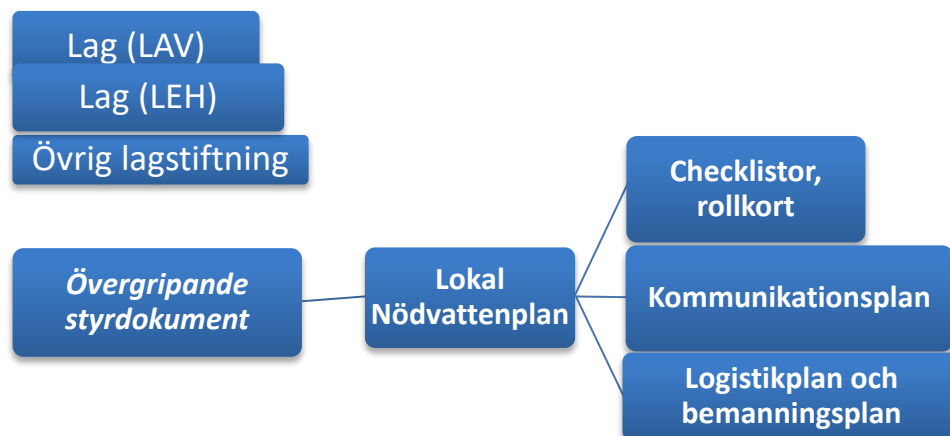 Lag (LAV)
Lag (LEH)
Övrig lagstiftning
Övergripande
styrdokument
Lokal
Nödvattenplan
Checklistor,
rollkort
Kommunikationsplan
Logistikplan och
bemanningsplan